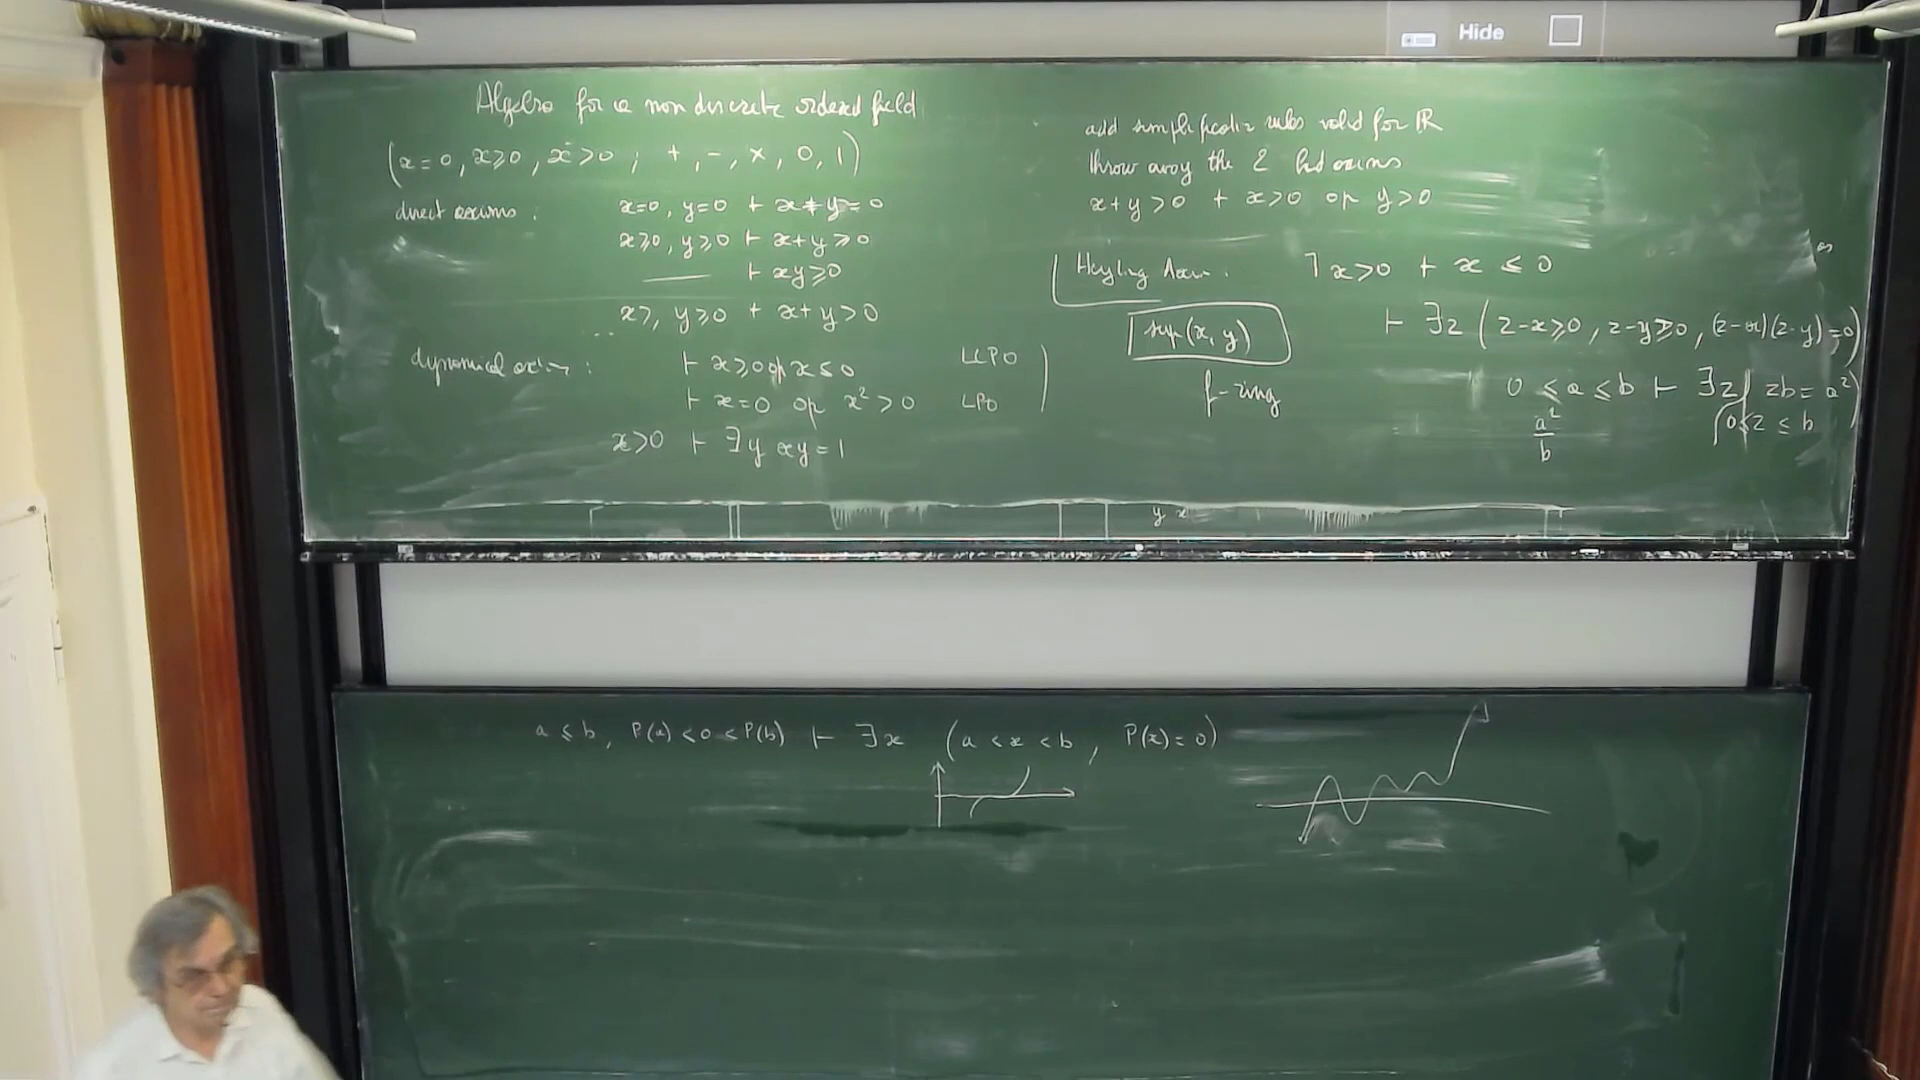 Hide
Algebra for a non discrete ordered field
(x=0, x⩾0, x>0 ; +, −, ×, 0, 1)
direct axioms :
x=0, y=0 ⊢ x+y=0
x⩾0, y⩾0 ⊢ x+y⩾0
⊢ xy⩾0
x>, y⩾0 ⊢ x+y>0
dynamical axioms :
⊢ x⩾0 or x≤0 LLPO
⊢ x=0 or x²>0 LPO
x>0 ⊢ ∃y xy=1
add simplification rules valid for ℝ
throw away the 2 bad axioms
x+y>0 ⊢ x>0 or y>0
Heyting Axiom. ¬x>0 ⊢ x≤0
sup(x, y)
⊢ ∃z (z−x⩾0, z−y⩾0, (z−x)(z−y)=0)
f-ring
0≤a≤b ⊢ ∃z (zb=a²)
0≤z≤b
a²
b
y x
a≤b, P(a)<0<P(b) ⊢ ∃x (a<x<b, P(x)=0)